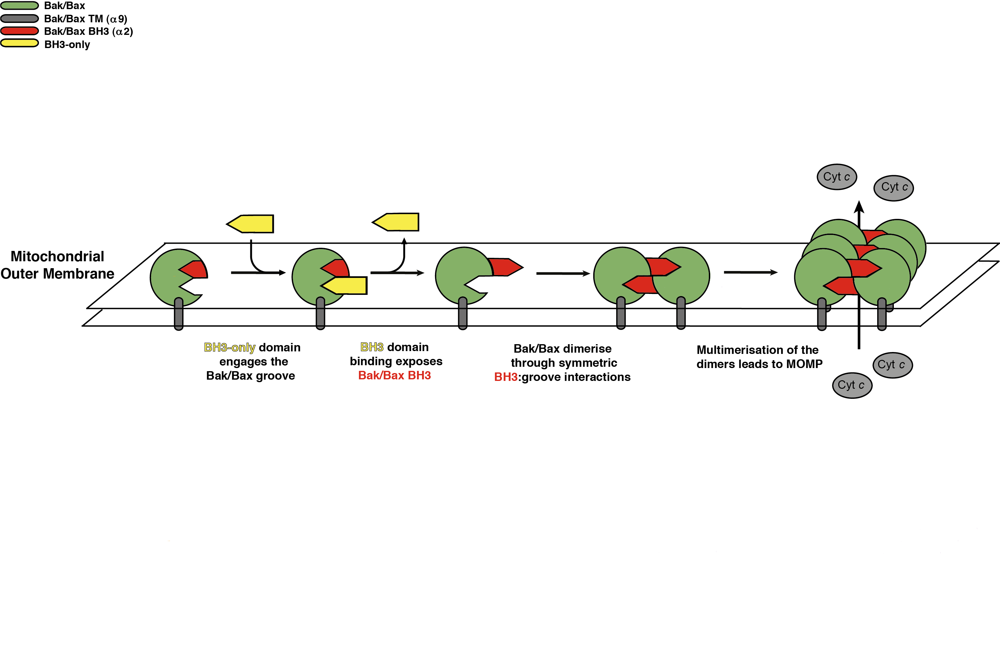 Bak/Bax
Bak/Bax TM (α9)
Bak/Bax BH3 (α2)
BH3-only
Cyt c
Cyt c
Mitochondrial
Outer Membrane
BH3-only domain
engages the
Bak/Bax groove
BH3 domain
binding exposes
Bak/Bax BH3
Bak/Bax dimerise
through symmetric
BH3:groove interactions
Multimerisation of the
dimers leads to MOMP
Cyt c
Cyt c